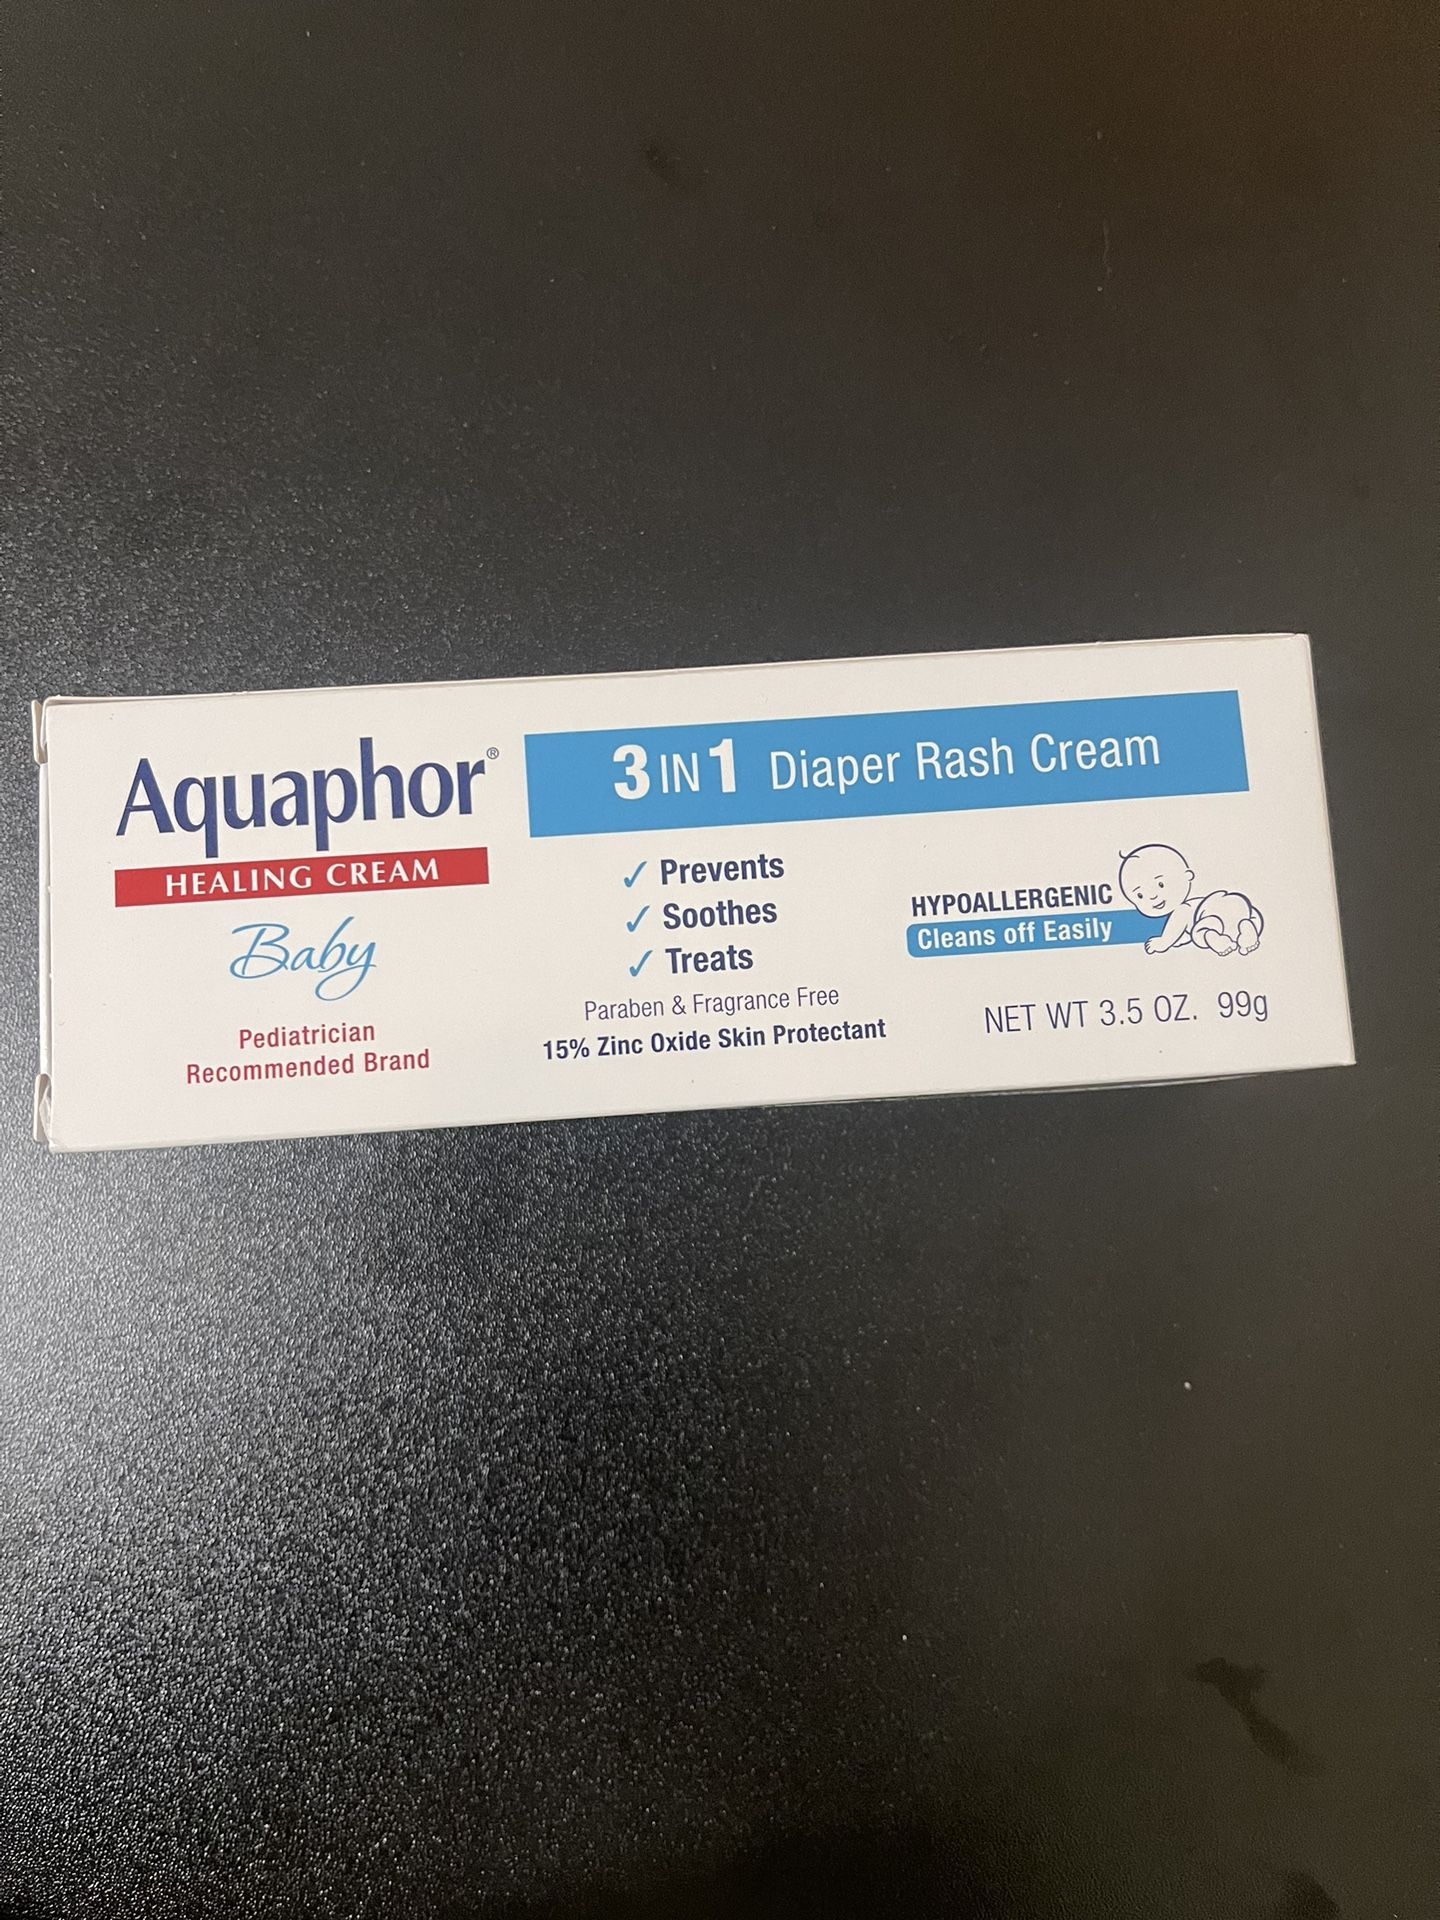 Aquaphor®
HEALING CREAM
Baby
Pediatrician
Recommended Brand
3 IN 1 Diaper Rash Cream
✓ Prevents
✓ Soothes
✓ Treats
Paraben & Fragrance Free
15% Zinc Oxide Skin Protectant
HYPOALLERGENIC
Cleans off Easily
NET WT 3.5 OZ. 99g